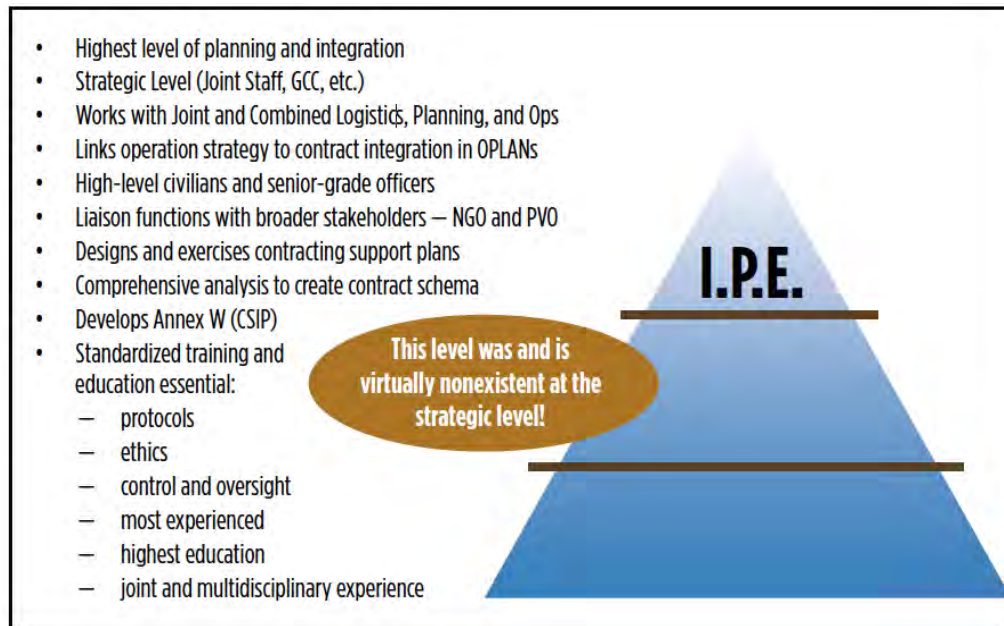 • Highest level of planning and integration
• Strategic Level (Joint Staff, GCC, etc.)
• Works with Joint and Combined Logistics, Planning, and Ops
• Links operation strategy to contract integration in OPLANs
• High-level civilians and senior-grade officers
• Liaison functions with broader stakeholders — NGO and PVO
• Designs and exercises contracting support plans
• Comprehensive analysis to create contract schema
• Develops Annex W (CSIP)
• Standardized training and
education essential:
— protocols
— ethics
— control and oversight
— most experienced
— highest education
— joint and multidisciplinary experience
This level was and is
virtually nonexistent at the
strategic level!
I.P.E.